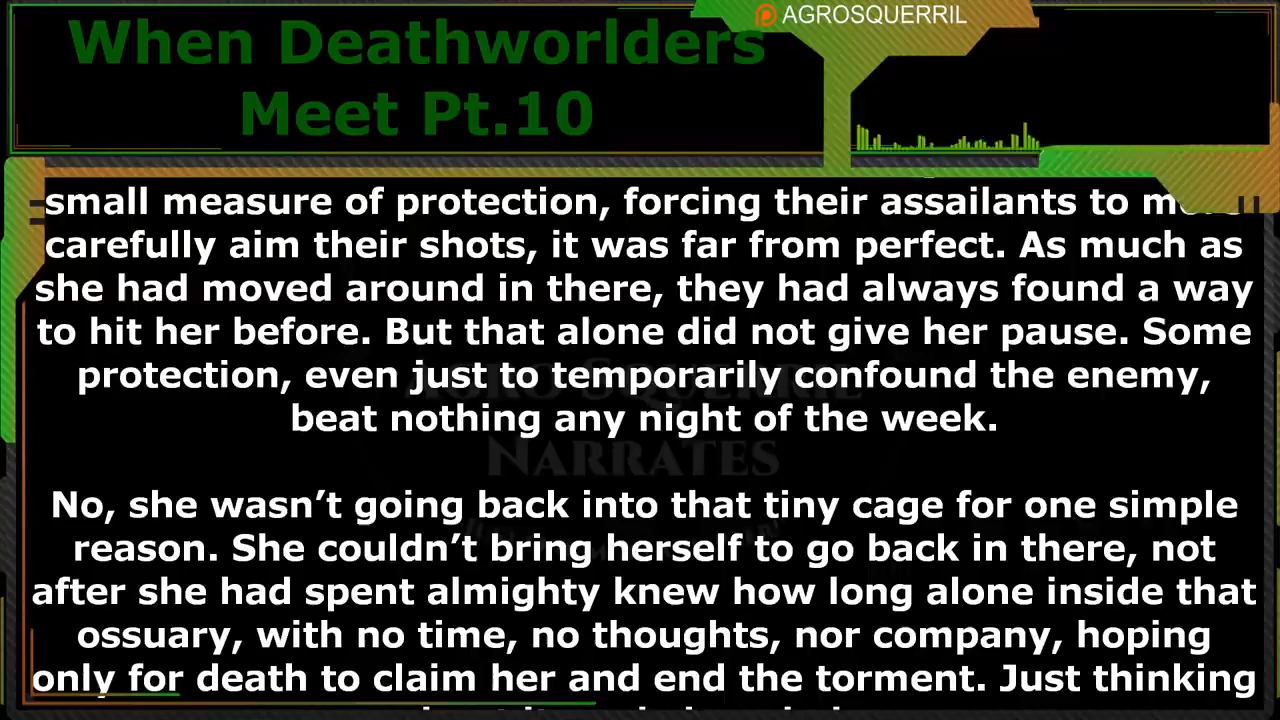 AGROSQUERRIL
When Deathworlders
Meet Pt.10
small measure of protection, forcing their assailants to
carefully aim their shots, it was far from perfect. As much as
she had moved around in there, they had always found a way
to hit her before. But that alone did not give her pause. Some
protection, even just to temporarily confound the enemy,
beat nothing any night of the week.
NARRATES
No, she wasn’t going back into that tiny cage for one simple
reason. She couldn’t bring herself to go back in there, not
after she had spent almighty knew how long alone inside that
ossuary, with no time, no thoughts, nor company, hoping
only for death to claim her and end the torment. Just thinking